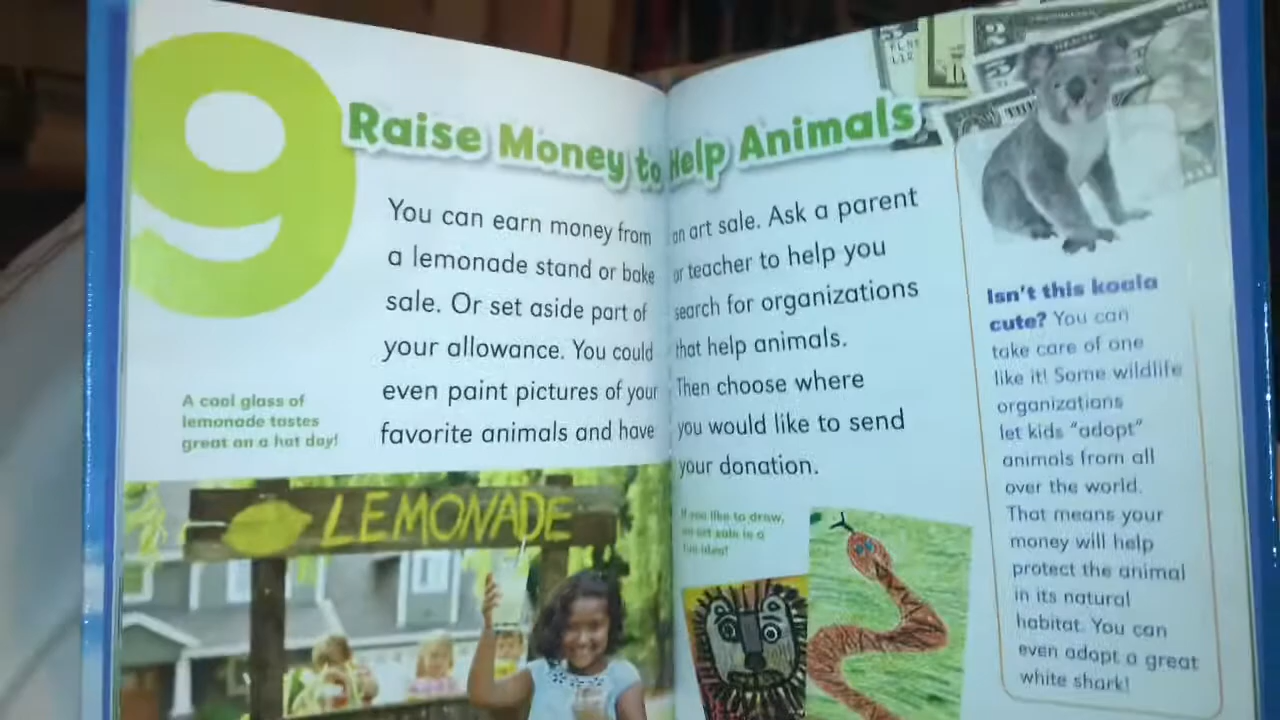 9
Raise Money to Help Animals
You can earn money from
a lemonade stand or bake
sale. Or set aside part of
your allowance. You could
even paint pictures of your
favorite animals and have
an art sale. Ask a parent
or teacher to help you
search for organizations
that help animals.
Then choose where
you would like to send
your donation.
A cool glass of
lemonade tastes
great on a hot day!
LEMONADE
If you like to draw,
an art sale is a
fun idea!
Isn't this koala
cute? You can
take care of one
like it! Some wildlife
organizations
let kids "adopt"
animals from all
over the world.
That means your
money will help
protect the animal
in its natural
habitat. You can
even adopt a great
white shark!